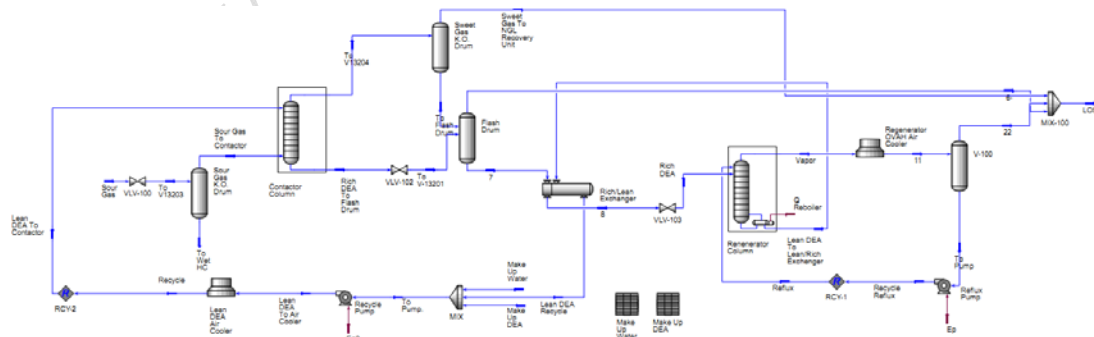 Sweet
Gas
K.O.
Drum
Sweet
Gas To
NGL
Recovery
Unit
To
V13204
Sour Gas
To
Contactor
Contactor
Column
Sour Gas
VLV-100
To
V13203
Sour
Gas
K.O.
Drum
To
Wet
HC
Rich
DEA
To
Flash
Drum
VLV-102
To
V-13201
To
Flash
Drum
Flash
Drum
7
Rich/Lean
Exchanger
8
VLV-103
Rich
DEA
Renenerator
Column
Q
Reboiler
Lean DEA
To
Lean/Rich
Exchanger
Vapor
Regenerator
OVAH Air
Cooler
11
V-100
22
MIX-100
To
Pump
Reflux
Pump
Ep
Recycle
Reflux
RCY-1
Reflux
Lean
DEA To
Contactor
RCY-2
Recycle
Lean
DEA
Air
Cooler
Lean
DEA
To Air
Cooler
Recycle
Pump
To
Pump.
MIX
Make
Up
Water
Lean DEA
Recycle
Make
Up
DEA
Make
Up
Water
Make Up
DEA